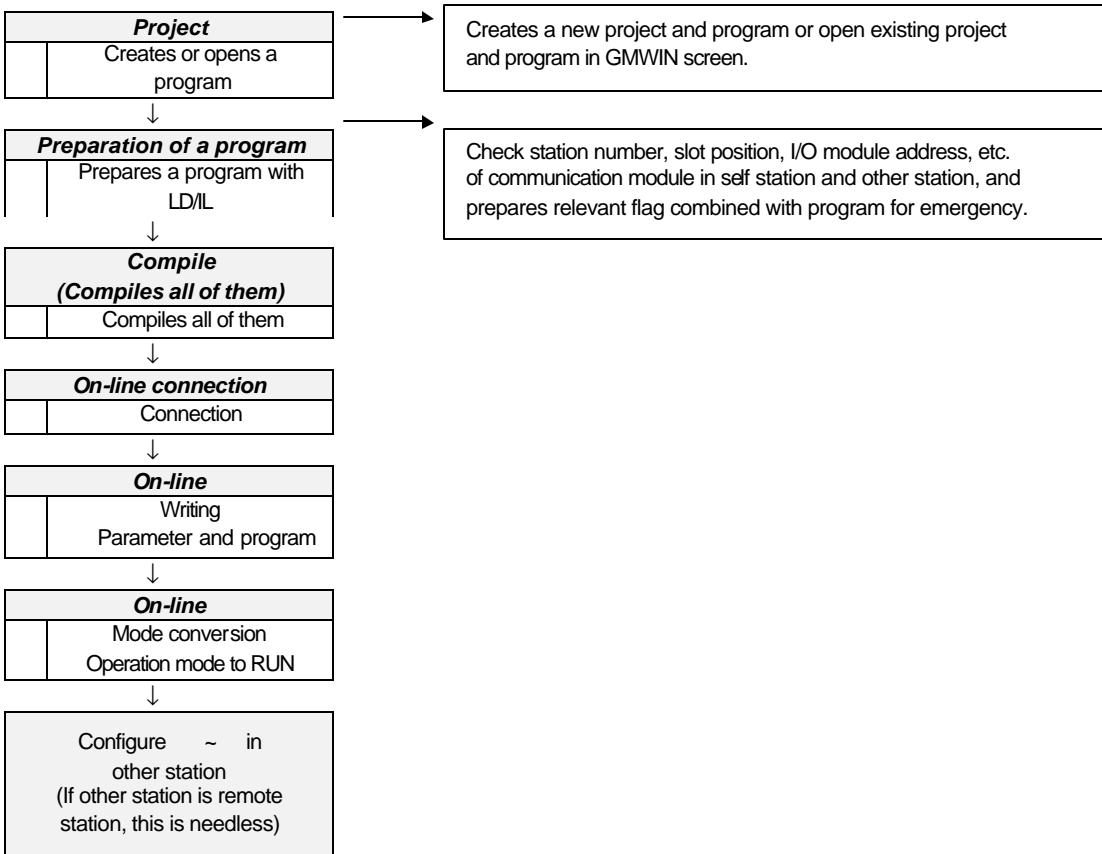 Project
Creates or opens a
program
Creates a new project and program or open existing project
and program in GMWIN screen.
↓
Preparation of a program
Prepares a program with
LD/IL
Check station number, slot position, I/O module address, etc.
of communication module in self station and other station, and
prepares relevant flag combined with program for emergency.
↓
Compile
(Compiles all of them)
Compiles all of them
↓
On-line connection
Connection
↓
On-line
Writing
Parameter and program
↓
On-line
Mode conversion
Operation mode to RUN
↓
Configure ~ in
other station
(If other station is remote
station, this is needless)